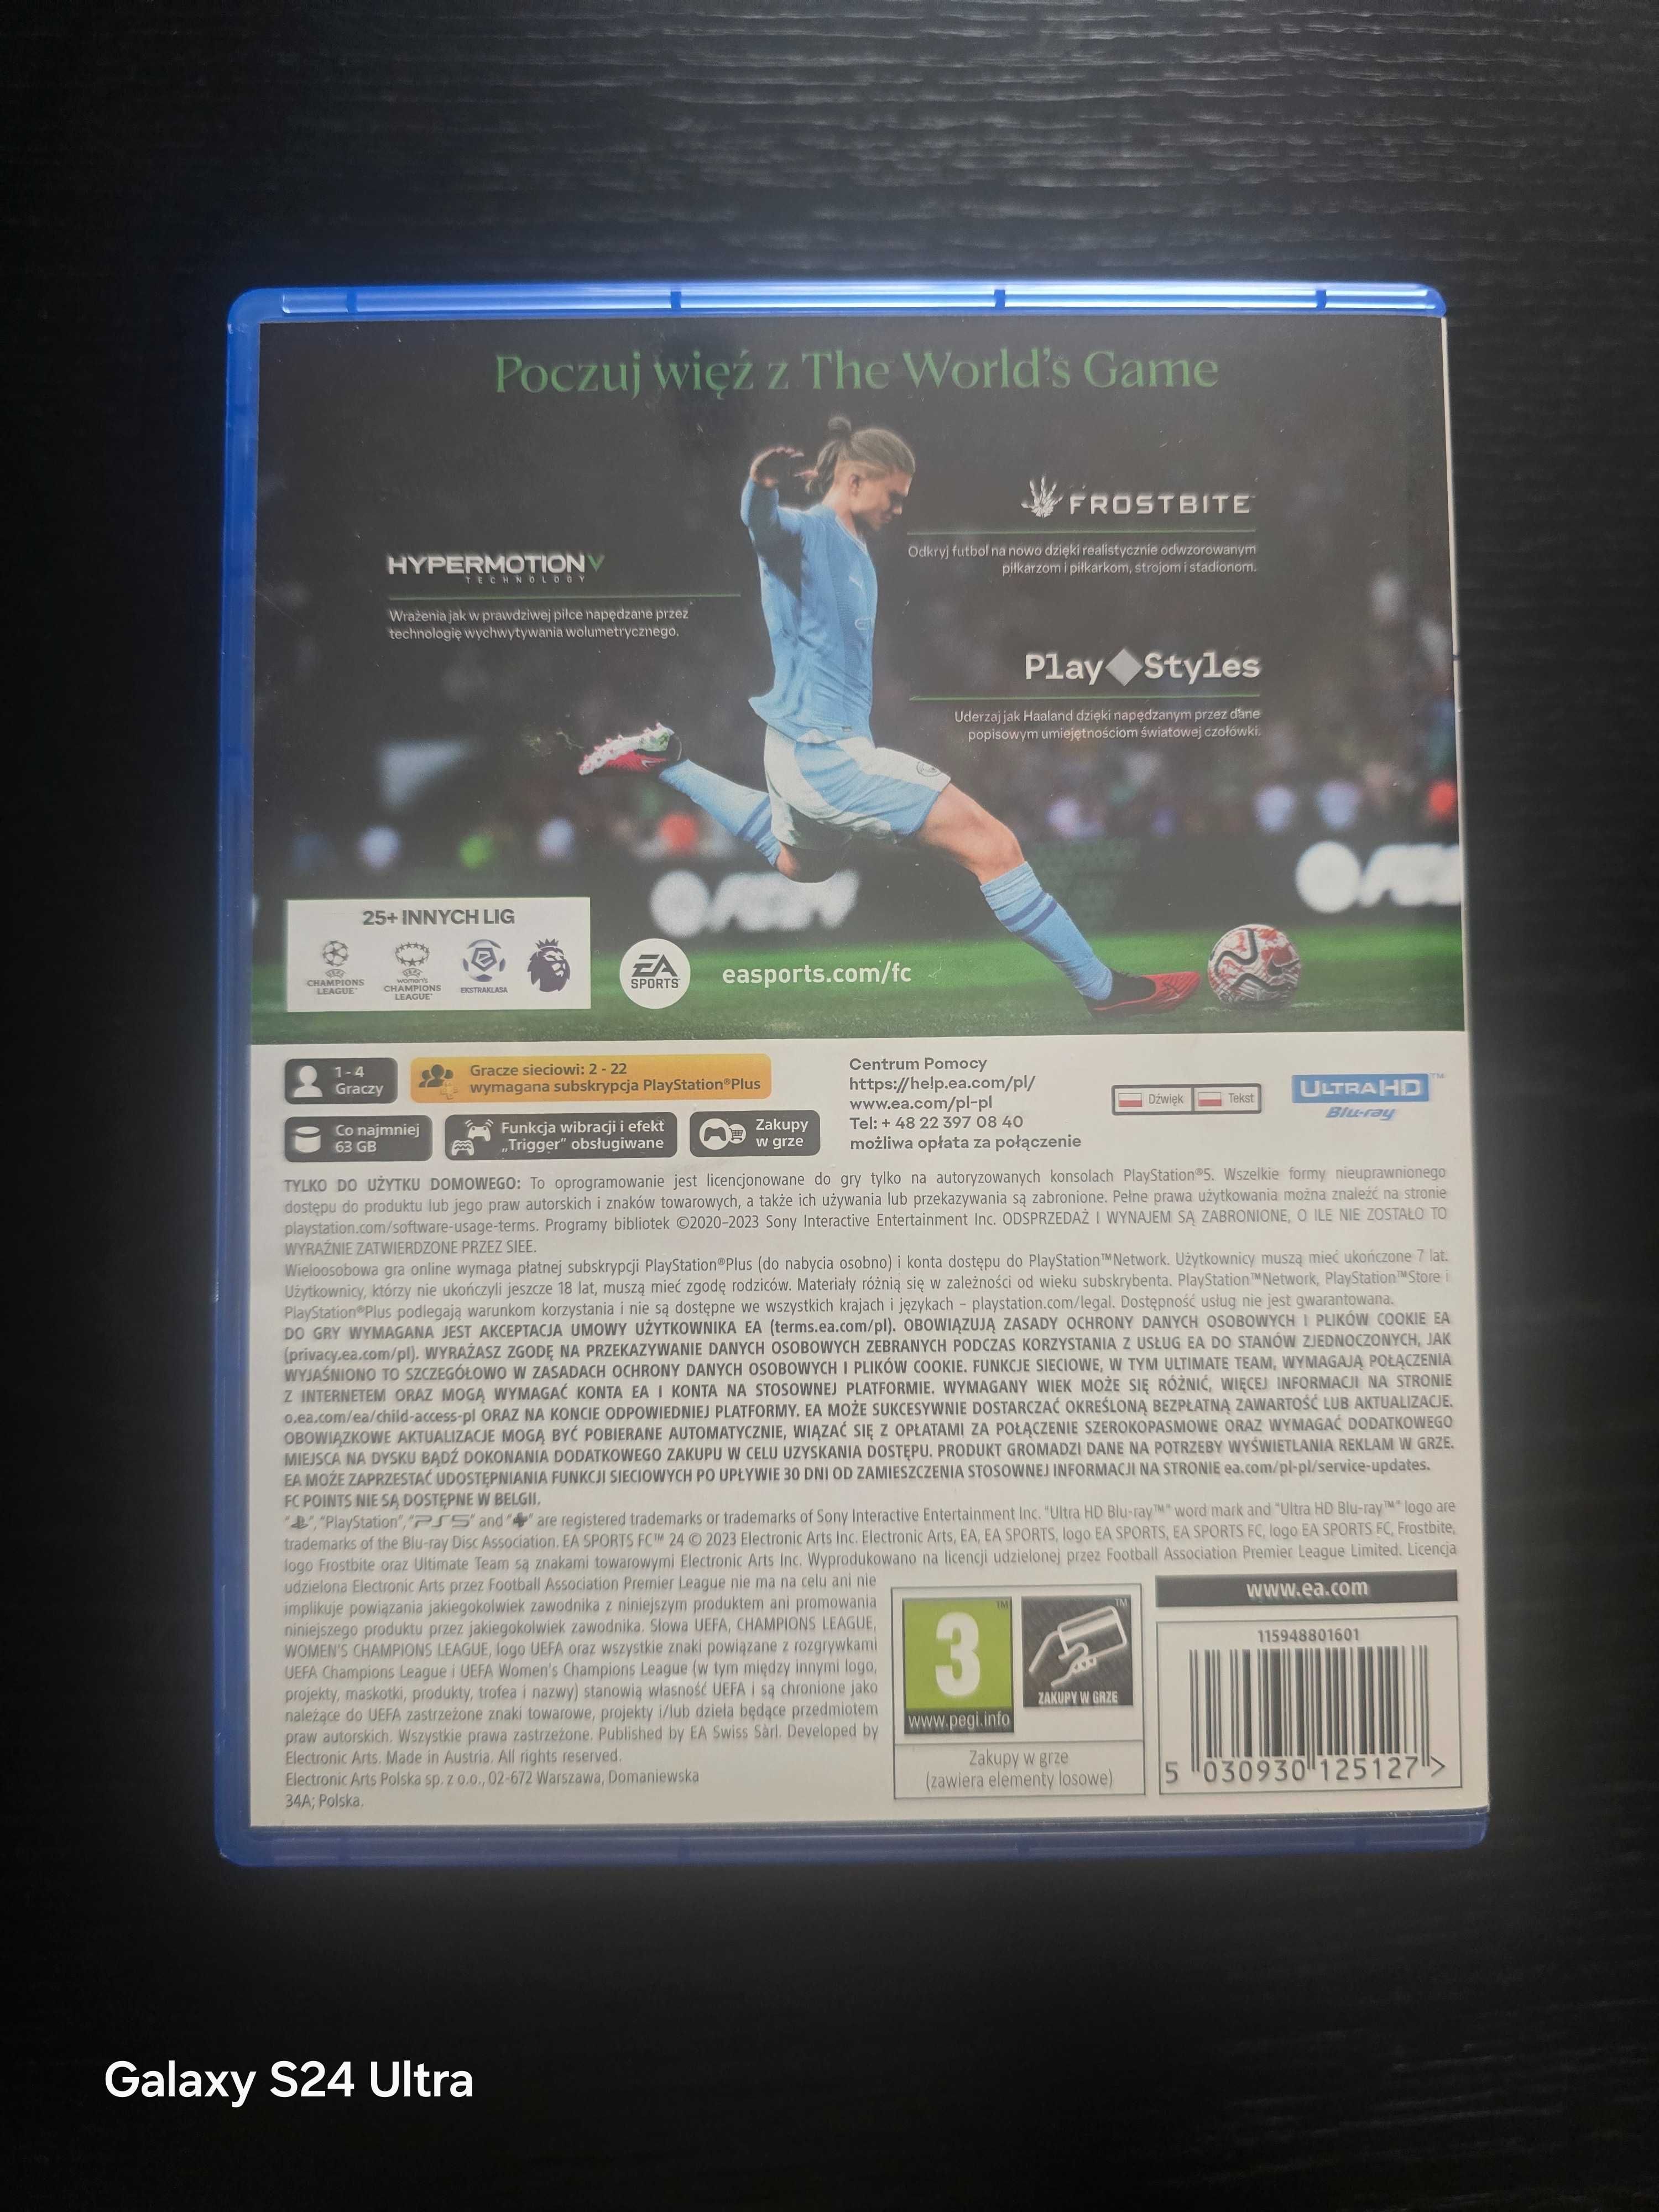 Poczuj więź z The World's Game
FROSTBITE
Odkryj futbol na nowo dzięki realistycznie odwzorowanym
piłkarzom i piłkarkom, strojom i stadionom.
HYPERMOTIONV
TECHNOLOGY
Wrażenia jak w prawdziwej piłce napędzane przez
technologię wychwytywania wolumetrycznego.
Play Styles
Uderzaj jak Haaland dzięki napędzanym przez dane
popisowym umiejętnościom światowej czołówki.
25+ INNYCH LIG
CHAMPIONS LEAGUE
WOMEN'S CHAMPIONS LEAGUE
EKSTRAKLASA
EA SPORTS
easports.com/fc
1 - 4
Graczy
Gracze sieciowi: 2 - 22
wymagana subskrypcja PlayStation®Plus
Co najmniej
63 GB
Funkcja wibracji i efekt
„Trigger” obsługiwane
Zakupy
w grze
Centrum Pomocy
https://help.ea.com/pl/
www.ea.com/pl-pl
Tel: + 48 22 397 08 40
możliwa opłata za połączenie
Dźwięk
Tekst
ULTRA HD™
Blu-ray
TYLKO DO UŻYTKU DOMOWEGO: To oprogramowanie jest licencjonowane do gry tylko na autoryzowanych konsolach PlayStation®5. Wszelkie formy nieuprawnionego
dostępu do produktu lub jego praw autorskich i znaków towarowych, a także ich używania lub przekazywania są zabronione. Pełne prawa użytkowania można znaleźć na stronie
playstation.com/software-usage-terms. Programy bibliotek ©2020–2023 Sony Interactive Entertainment Inc. ODSPRZEDAŻ I WYNAJEM SĄ ZABRONIONE, O ILE NIE ZOSTAŁO TO
WYRAŹNIE ZATWIERDZONE PRZEZ SIEE.
Wieloosobowa gra online wymaga płatnej subskrypcji PlayStation®Plus (do nabycia osobno) i konta dostępu do PlayStation™Network. Użytkownicy muszą mieć ukończone 7 lat.
Użytkownicy, którzy nie ukończyli jeszcze 18 lat, muszą mieć zgodę rodziców. Materiały różnią się w zależności od wieku subskrybenta. PlayStation™Network, PlayStation™Store i
PlayStation®Plus podlegają warunkom korzystania i nie są dostępne we wszystkich krajach i językach – playstation.com/legal. Dostępność usług nie jest gwarantowana.
DO GRY WYMAGANA JEST AKCEPTACJA UMOWY UŻYTKOWNIKA EA (terms.ea.com/pl). OBOWIĄZUJĄ ZASADY OCHRONY DANYCH OSOBOWYCH I PLIKÓW COOKIE EA
(privacy.ea.com/pl). WYRAŻASZ ZGODĘ NA PRZEKAZYWANIE DANYCH OSOBOWYCH ZEBRANYCH PODCZAS KORZYSTANIA Z USŁUG EA DO STANÓW ZJEDNOCZONYCH, JAK
WYJAŚNIONO TO SZCZEGÓŁOWO W ZASADACH OCHRONY DANYCH OSOBOWYCH I PLIKÓW COOKIE. FUNKCJE SIECIOWE, W TYM ULTIMATE TEAM, WYMAGAJĄ POŁĄCZENIA
Z INTERNETEM ORAZ MOGĄ WYMAGAĆ KONTA EA I KONTA NA STOSOWNEJ PLATFORMIE. WYMAGANY WIEK MOŻE SIĘ RÓŻNIĆ, WIĘCEJ INFORMACJI NA STRONIE
o.ea.com/ea/child-access-pl ORAZ NA KONCIE ODPOWIEDNIEJ PLATFORMY. EA MOŻE SUKCESYWNIE DOSTARCZAĆ OKREŚLONĄ BEZPŁATNĄ ZAWARTOŚĆ LUB AKTUALIZACJE.
OBOWIĄZKOWE AKTUALIZACJE MOGĄ BYĆ POBIERANE AUTOMATYCZNIE, WIĄZAĆ SIĘ Z OPŁATAMI ZA POŁĄCZENIE SZEROKOPASMOWE ORAZ WYMAGAĆ DODATKOWEGO
MIEJSCA NA DYSKU BĄDŹ DOKONANIA DODATKOWEGO ZAKUPU W CELU UZYSKANIA DOSTĘPU. PRODUKT GROMADZI DANE NA POTRZEBY WYŚWIETLANIA REKLAM W GRZE.
EA MOŻE ZAPRZESTAĆ UDOSTĘPNIANIA FUNKCJI SIECIOWYCH PO UPŁYWIE 30 DNI OD ZAMIESZCZENIA STOSOWNEJ INFORMACJI NA STRONIE ea.com/pl-pl/service-updates.
FC POINTS NIE SĄ DOSTĘPNE W BELGII.
" ", "PlayStation", "PS5" and " " are registered trademarks or trademarks of Sony Interactive Entertainment Inc. "Ultra HD Blu-ray™" word mark and "Ultra HD Blu-ray™" logo are
trademarks of the Blu-ray Disc Association. EA SPORTS FC™ 24 © 2023 Electronic Arts Inc. Electronic Arts, EA, EA SPORTS, logo EA SPORTS, EA SPORTS FC, logo EA SPORTS FC, Frostbite,
logo Frostbite oraz Ultimate Team są znakami towarowymi Electronic Arts Inc. Wyprodukowano na licencji udzielonej przez Football Association Premier League Limited. Licencja
udzielona Electronic Arts przez Football Association Premier League nie ma na celu ani nie
implikuje powiązania jakiegokolwiek zawodnika z niniejszym produktem ani promowania
niniejszego produktu przez jakiegokolwiek zawodnika. Słowa UEFA, CHAMPIONS LEAGUE,
WOMEN'S CHAMPIONS LEAGUE, logo UEFA oraz wszystkie znaki powiązane z rozgrywkami
UEFA Champions League i UEFA Women's Champions League (w tym między innymi logo,
projekty, maskotki, produkty, trofea i nazwy) stanowią własność UEFA i są chronione jako
należące do UEFA zastrzeżone znaki towarowe, projekty i/lub dzieła będące przedmiotem
praw autorskich. Wszystkie prawa zastrzeżone. Published by EA Swiss Sàrl. Developed by
Electronic Arts. Made in Austria. All rights reserved.
Electronic Arts Polska sp. z o.o., 02-672 Warszawa, Domaniewska
34A; Polska.
3
www.pegi.info
ZAKUPY W GRZE
Zakupy w grze
(zawiera elementy losowe)
www.ea.com
115948801601
5 030930 125127 >
Galaxy S24 Ultra